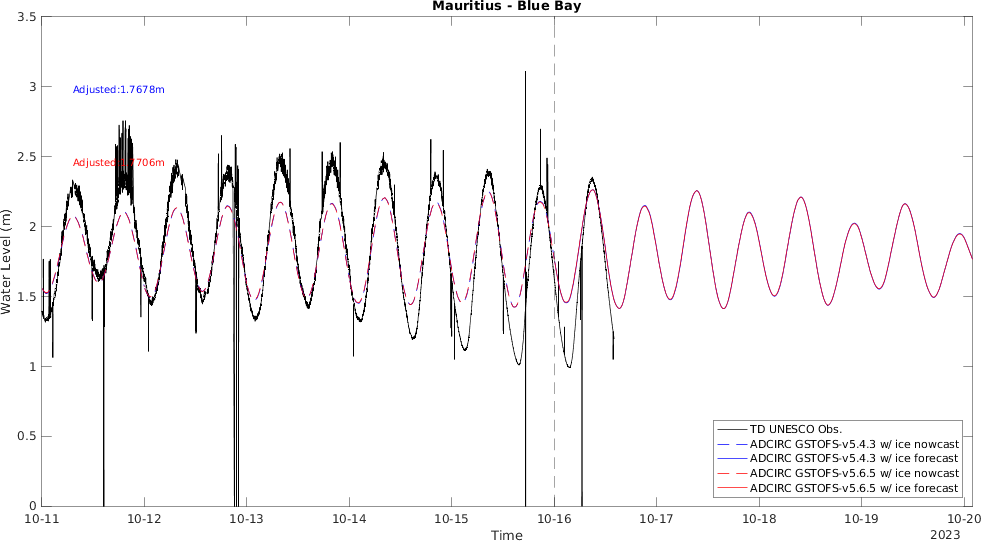 Mauritius - Blue Bay
3.5
3
2.5
2
1.5
1
0.5
0
Water Level (m)
Adjusted:1.7678m
Adjusted 7706m
TD UNESCO Obs.
ADCIRC GSTOFS-v5.4.3 w/ ice nowcast
ADCIRC GSTOFS-v5.4.3 w/ ice forecast
ADCIRC GSTOFS-v5.6.5 w/ ice nowcast
ADCIRC GSTOFS-v5.6.5 w/ ice forecast
10-11 10-12 10-13 10-14 10-15 10-16 10-17 10-18 10-19 10-20
Time
2023